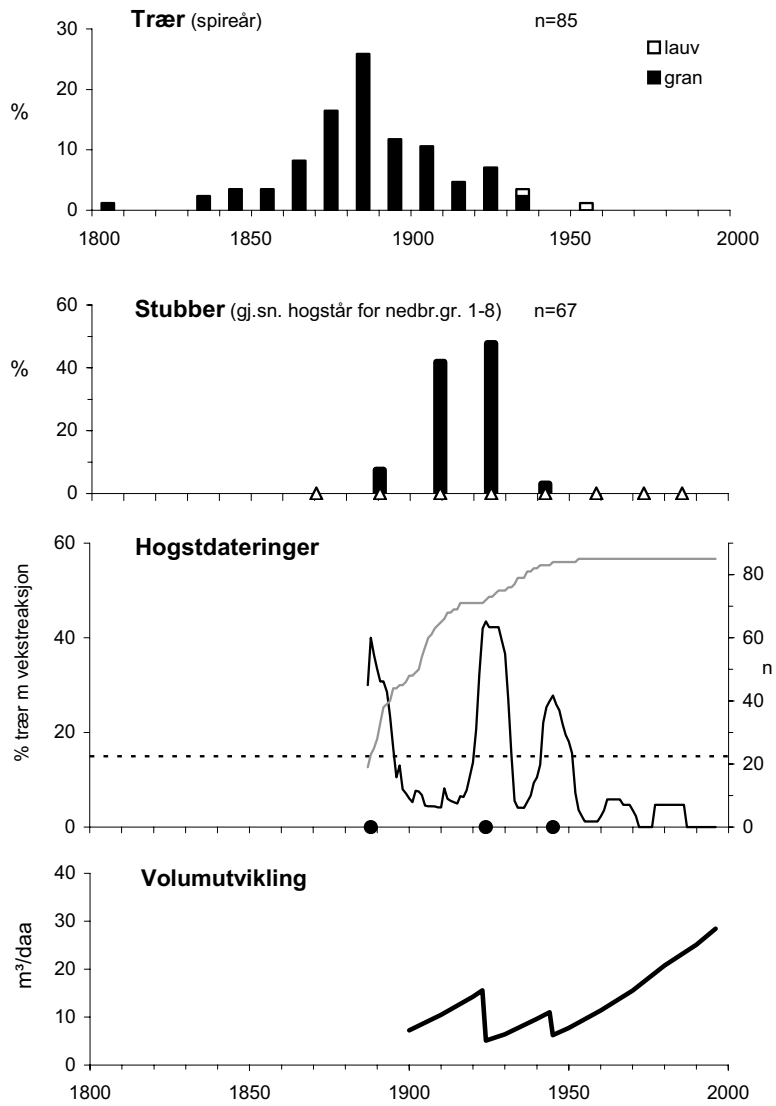 Trær (spireår) n=85
lauv
gran
%
30
20
10
0
1800 1850 1900 1950 2000
Stubber (gj.sn. hogstår for nedbr.gr. 1-8) n=67
%
60
40
20
0
Hogstdateringer
% trær m vekstreaksjon
60
40
20
0
80
60
40
20
0
n
Volumutvikling
m³/daa
40
30
20
10
0
1800 1850 1900 1950 2000